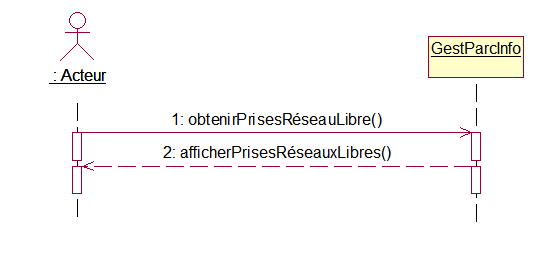 : Acteur
GestParcInfo
1: obtenirPrisesRéseauLibre()
2: afficherPrisesRéseauxLibres()